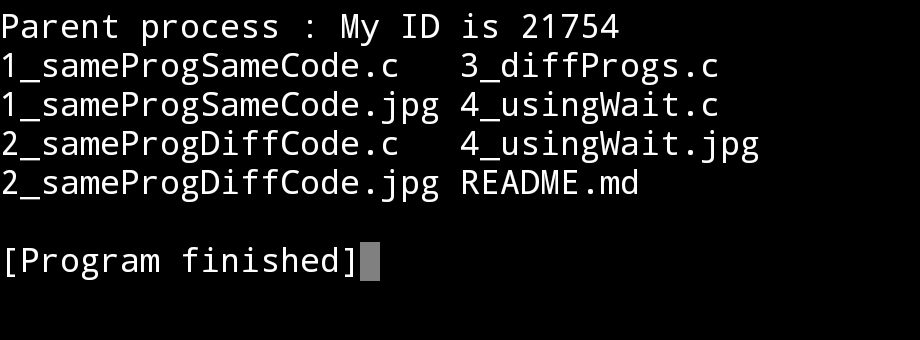 Parent process : My ID is 21754
1_sameProgSameCode.c   3_diffProgs.c
1_sameProgSameCode.jpg 4_usingWait.c
2_sameProgDiffCode.c   4_usingWait.jpg
2_sameProgDiffCode.jpg README.md
[Program finished]